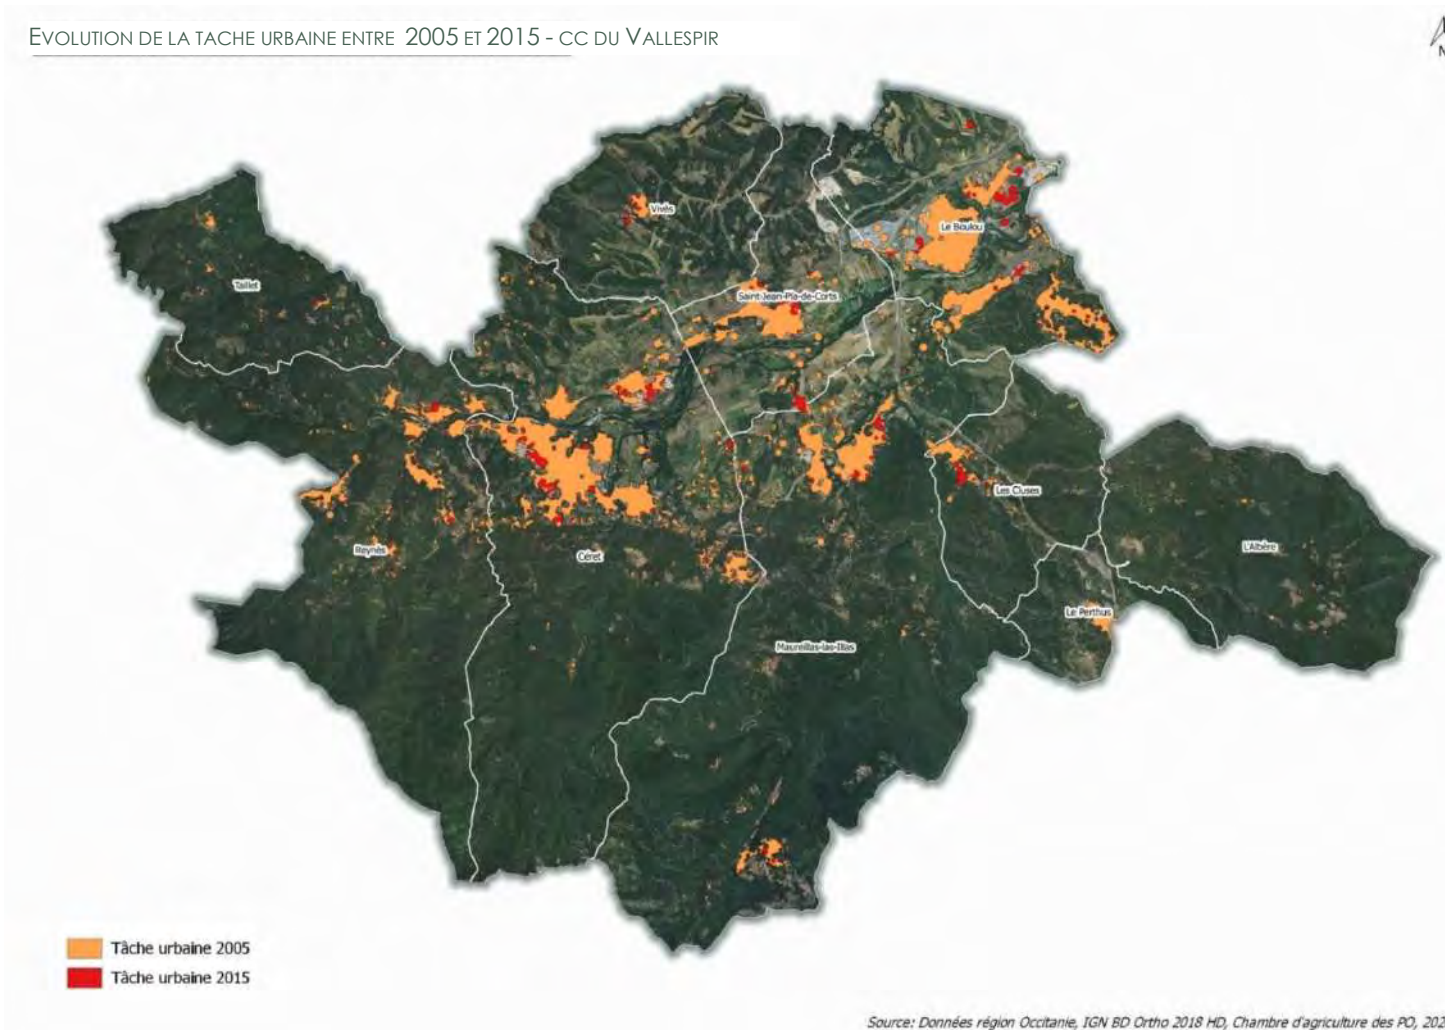 EVOLUTION DE LA TACHE URBAINE ENTRE 2005 ET 2015 - CC DU VALLESPIR
N
Vivès
Le Boulou
Taillet
Saint-Jean-Pla-de-Corts
Les Cluses
Reynès
Céret
L'Albère
Le Perthus
Maureillas-las-Illas
Tâche urbaine 2005
Tâche urbaine 2015
Source: Données région Occitanie, IGN BD Ortho 2018 HD, Chambre d'agriculture des PO, 202